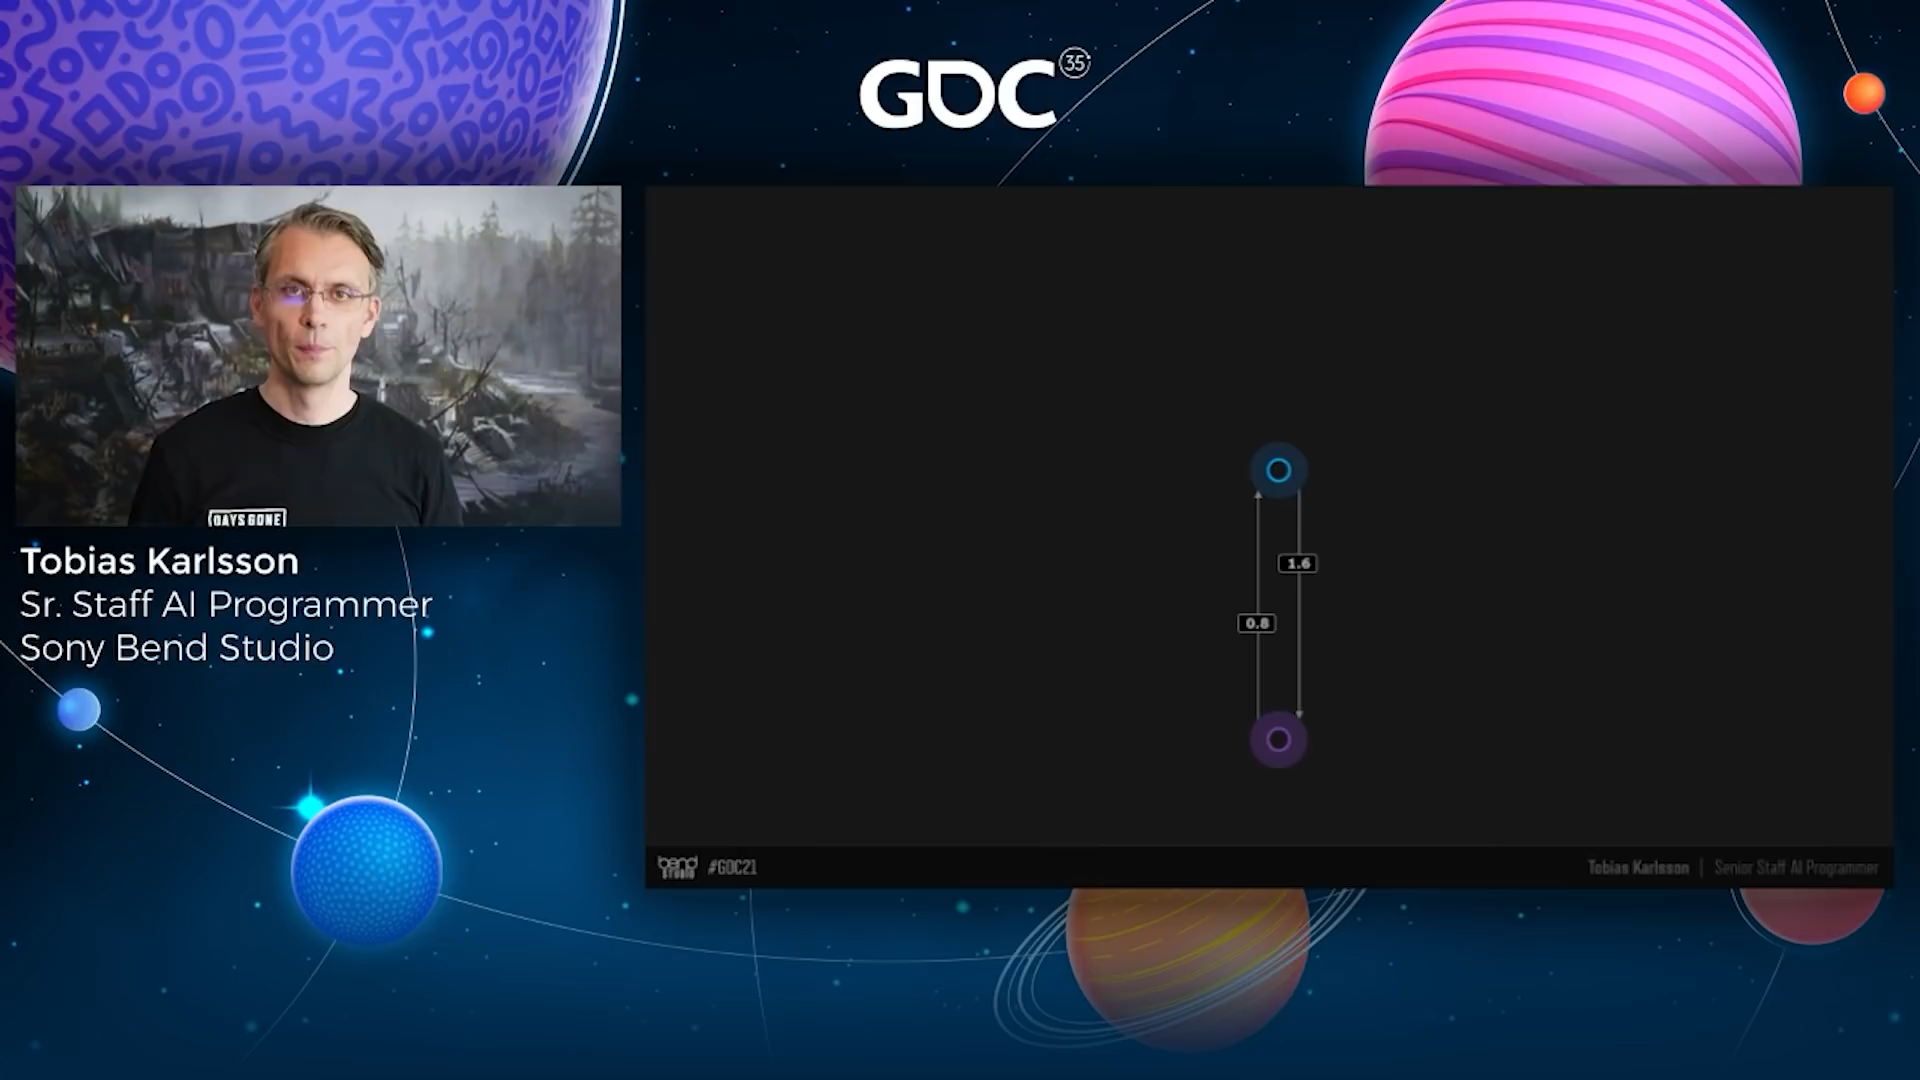 GDC 35
DAYS GONE
Tobias Karlsson
Sr. Staff AI Programmer
Sony Bend Studio
1.6
0.8
bend STUDIO #GDC21
Tobias Karlsson | Senior Staff AI Programmer